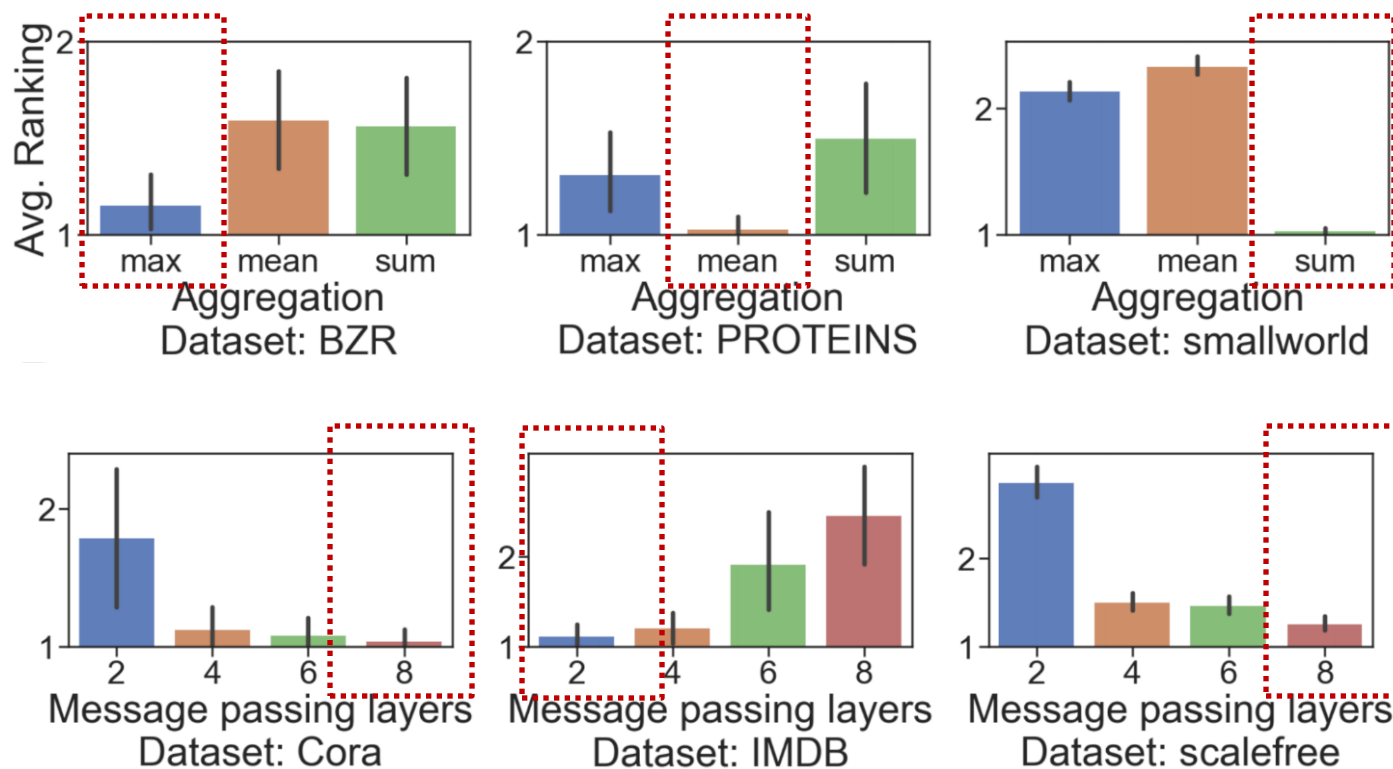 Avg. Ranking
2
1
max mean sum
Aggregation
Dataset: BZR
2
1
max mean sum
Aggregation
Dataset: PROTEINS
2
1
max mean sum
Aggregation
Dataset: smallworld
2
1
2 4 6 8
Message passing layers
Dataset: Cora
2
1
2 4 6 8
Message passing layers
Dataset: IMDB
2
1
2 4 6 8
Message passing layers
Dataset: scalefree